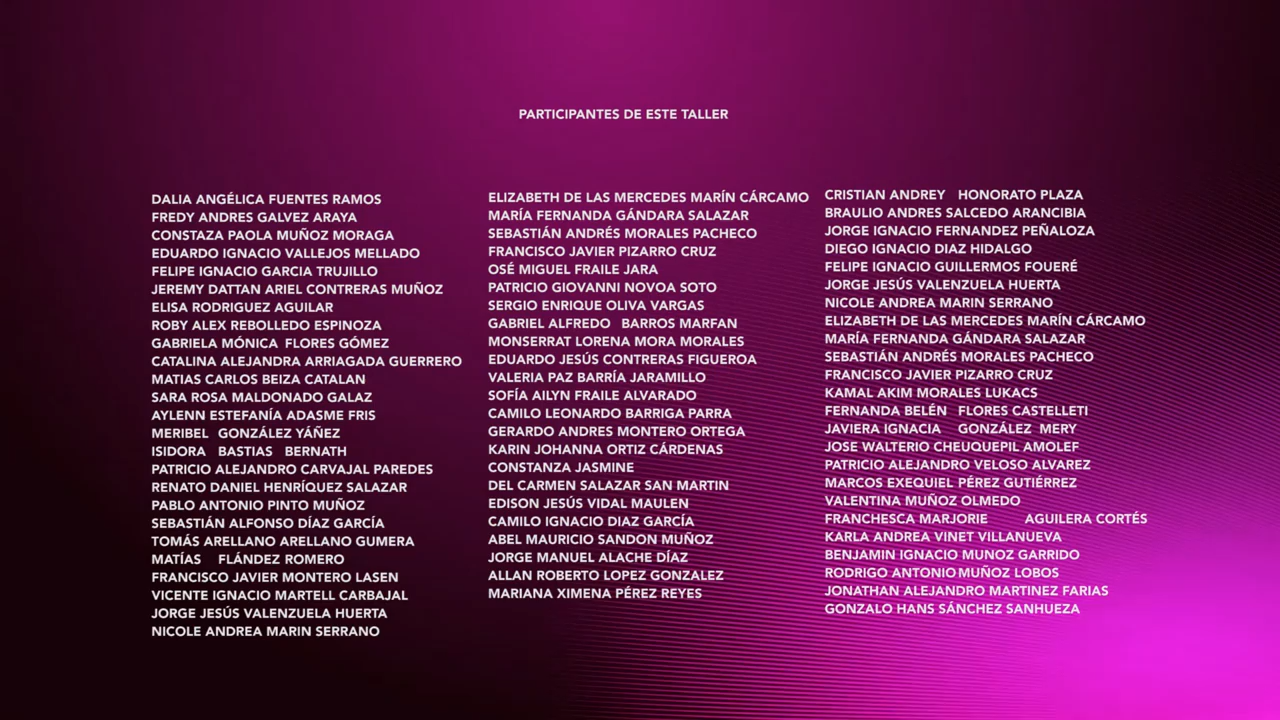 PARTICIPANTES DE ESTE TALLER
DALIA ANGÉLICA FUENTES RAMOS
FREDY ANDRES GALVEZ ARAYA
CONSTAZA PAOLA MUÑOZ MORAGA
EDUARDO IGNACIO VALLEJOS MELLADO
FELIPE IGNACIO GARCIA TRUJILLO
JEREMY DATTAN ARIEL CONTRERAS MUÑOZ
ELISA RODRIGUEZ AGUILAR
ROBY ALEX REBOLLEDO ESPINOZA
GABRIELA MÓNICA FLORES GÓMEZ
CATALINA ALEJANDRA ARRIAGADA GUERRERO
MATIAS CARLOS BEIZA CATALAN
SARA ROSA MALDONADO GALAZ
AYLENN ESTEFANÍA ADASME FRIS
MERIBEL GONZÁLEZ YÁÑEZ
ISIDORA BASTIAS BERNATH
PATRICIO ALEJANDRO CARVAJAL PAREDES
RENATO DANIEL HENRÍQUEZ SALAZAR
PABLO ANTONIO PINTO MUÑOZ
SEBASTIÁN ALFONSO DÍAZ GARCÍA
TOMÁS ARELLANO ARELLANO GUMERA
MATÍAS FLÁNDEZ ROMERO
FRANCISCO JAVIER MONTERO LASEN
VICENTE IGNACIO MARTELL CARBAJAL
JORGE JESÚS VALENZUELA HUERTA
NICOLE ANDREA MARIN SERRANO
ELIZABETH DE LAS MERCEDES MARÍN CÁRCAMO
MARÍA FERNANDA GÁNDARA SALAZAR
SEBASTIÁN ANDRÉS MORALES PACHECO
FRANCISCO JAVIER PIZARRO CRUZ
OSÉ MIGUEL FRAILE JARA
PATRICIO GIOVANNI NOVOA SOTO
SERGIO ENRIQUE OLIVA VARGAS
GABRIEL ALFREDO BARROS MARFAN
MONSERRAT LORENA MORA MORALES
EDUARDO JESÚS CONTRERAS FIGUEROA
VALERIA PAZ BARRÍA JARAMILLO
SOFÍA AILYN FRAILE ALVARADO
CAMILO LEONARDO BARRIGA PARRA
GERARDO ANDRES MONTERO ORTEGA
KARIN JOHANNA ORTIZ CÁRDENAS
CONSTANZA JASMINE
DEL CARMEN SALAZAR SAN MARTIN
EDISON JESÚS VIDAL MAULEN
CAMILO IGNACIO DIAZ GARCÍA
ABEL MAURICIO SANDON MUÑOZ
JORGE MANUEL ALACHE DÍAZ
ALLAN ROBERTO LOPEZ GONZALEZ
MARIANA XIMENA PÉREZ REYES
CRISTIAN ANDREY HONORATO PLAZA
BRAULIO ANDRES SALCEDO ARANCIBIA
JORGE IGNACIO FERNANDEZ PEÑALOZA
DIEGO IGNACIO DIAZ HIDALGO
FELIPE IGNACIO GUILLERMOS FOUERÉ
JORGE JESÚS VALENZUELA HUERTA
NICOLE ANDREA MARIN SERRANO
ELIZABETH DE LAS MERCEDES MARÍN CÁRCAMO
MARÍA FERNANDA GÁNDARA SALAZAR
SEBASTIÁN ANDRÉS MORALES PACHECO
FRANCISCO JAVIER PIZARRO CRUZ
KAMAL AKIM MORALES LUKACS
FERNANDA BELÉN FLORES CASTELLETI
JAVIERA IGNACIA GONZÁLEZ MERY
JOSE WALTERIO CHEUQUEPIL AMOLEF
PATRICIO ALEJANDRO VELOSO ALVAREZ
MARCOS EXEQUIEL PÉREZ GUTIÉRREZ
VALENTINA MUÑOZ OLMEDO
FRANCHESCA MARJORIE AGUILERA CORTÉS
KARLA ANDREA VINET VILLANUEVA
BENJAMIN IGNACIO MUNOZ GARRIDO
RODRIGO ANTONIO MUÑOZ LOBOS
JONATHAN ALEJANDRO MARTINEZ FARIAS
GONZALO HANS SÁNCHEZ SANHUEZA